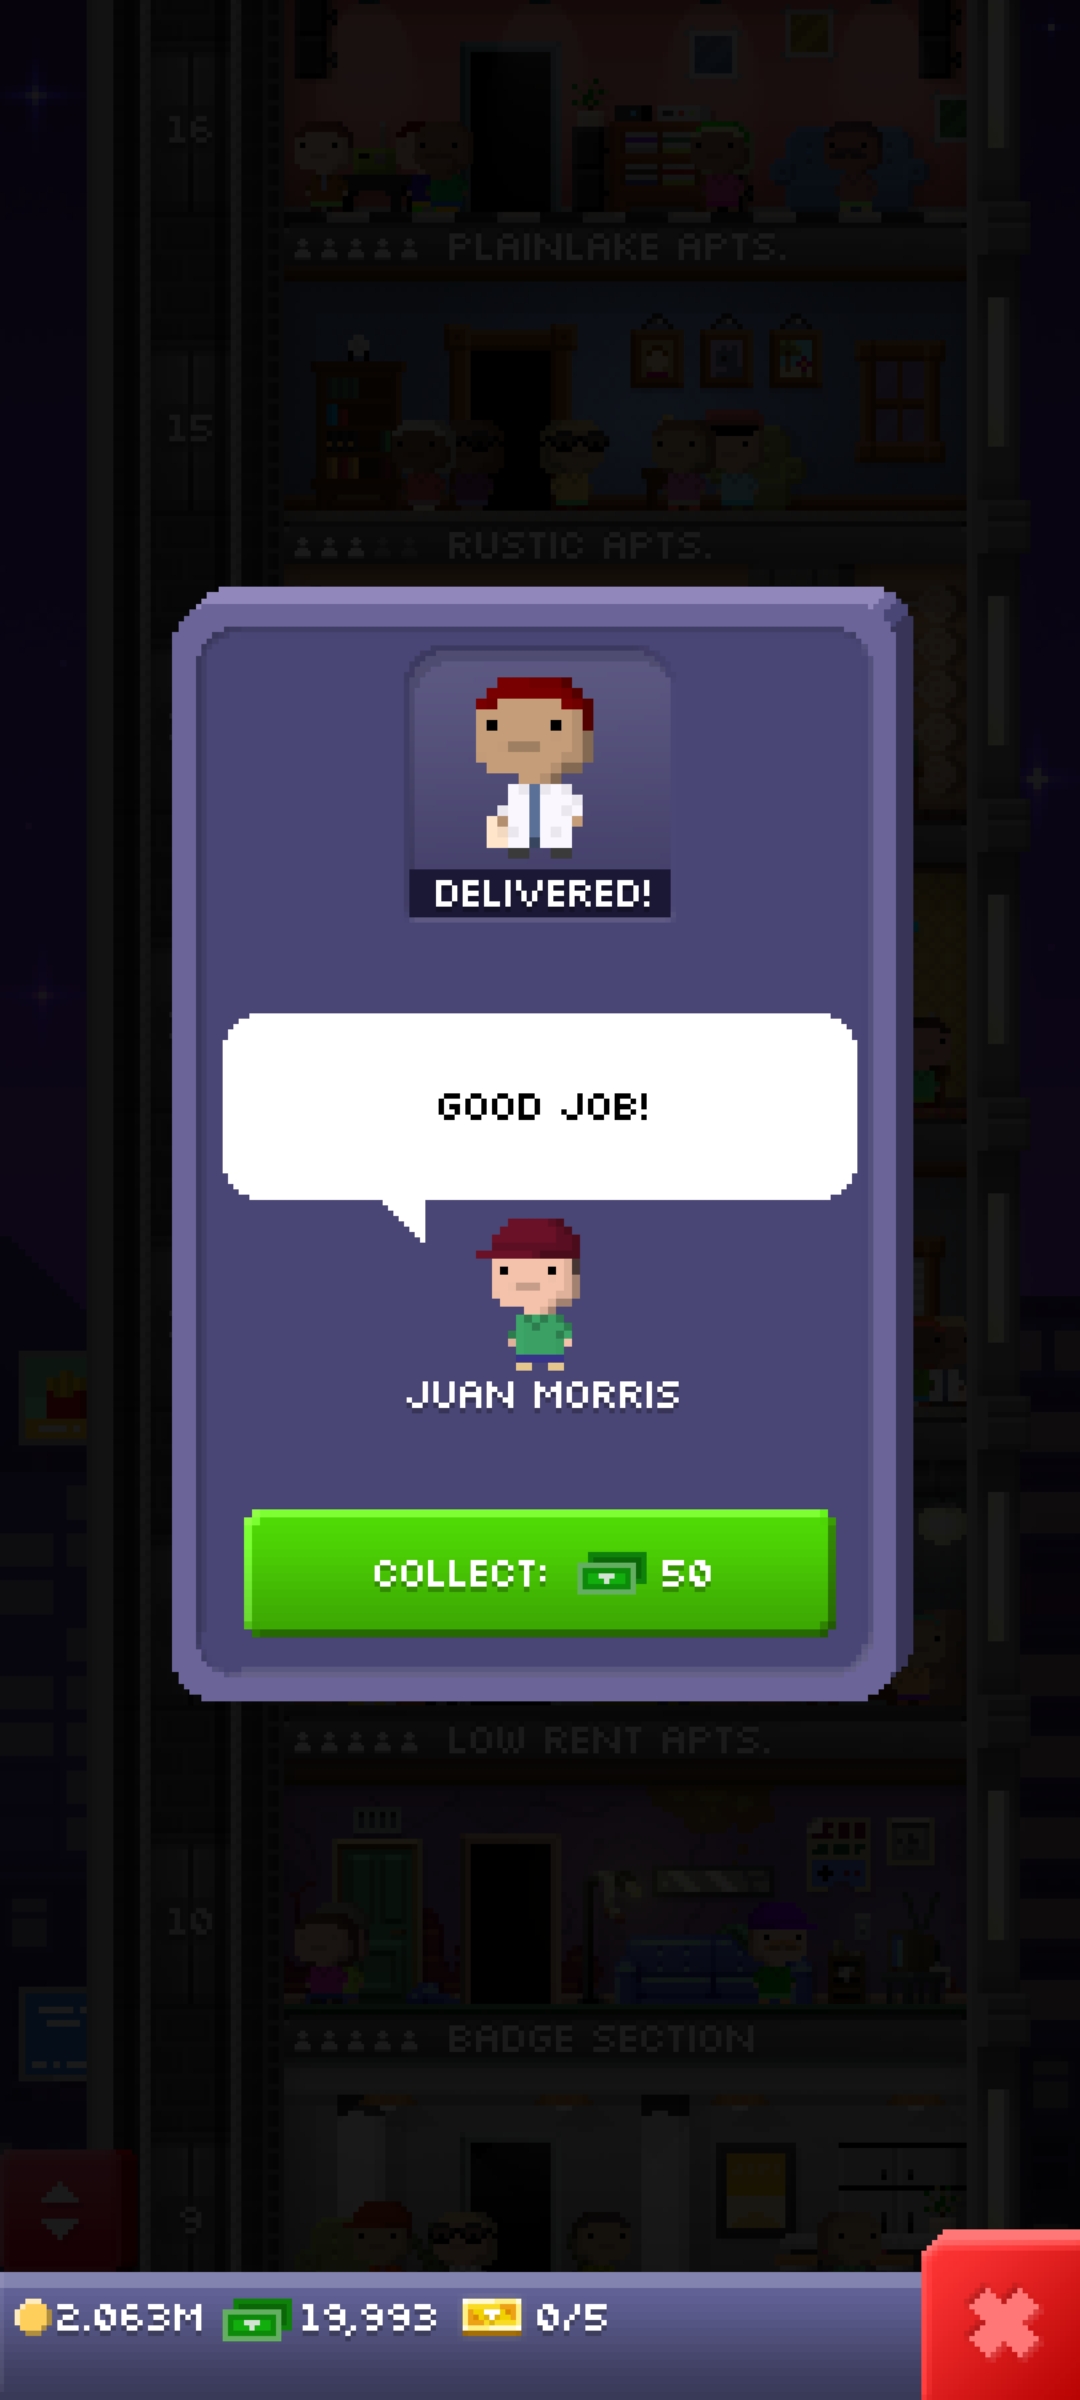 16
PLAINLAKE APTS.
15
RUSTIC APTS.
DELIVERED!
GOOD JOB!
JUAN MORRIS
COLLECT: 50
LOW RENT APTS.
10
BADGE SECTION
9
2.063M 19,993 0/5